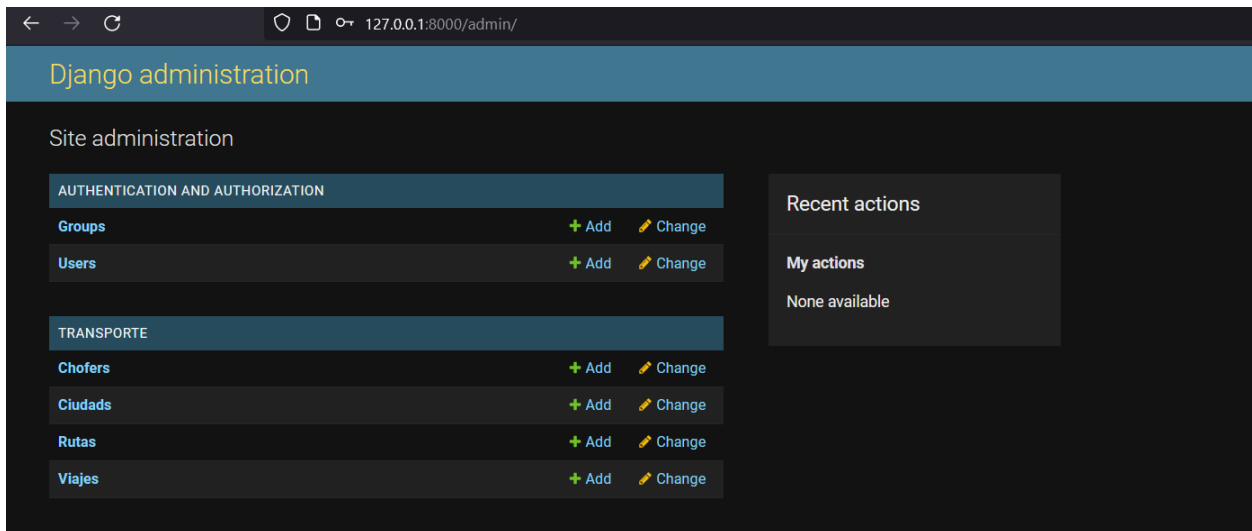 127.0.0.1:8000/admin/
Django administration
Site administration
AUTHENTICATION AND AUTHORIZATION
Groups Add Change
Users Add Change
TRANSPORTE
Chofers Add Change
Ciudads Add Change
Rutas Add Change
Viajes Add Change
Recent actions
My actions
None available